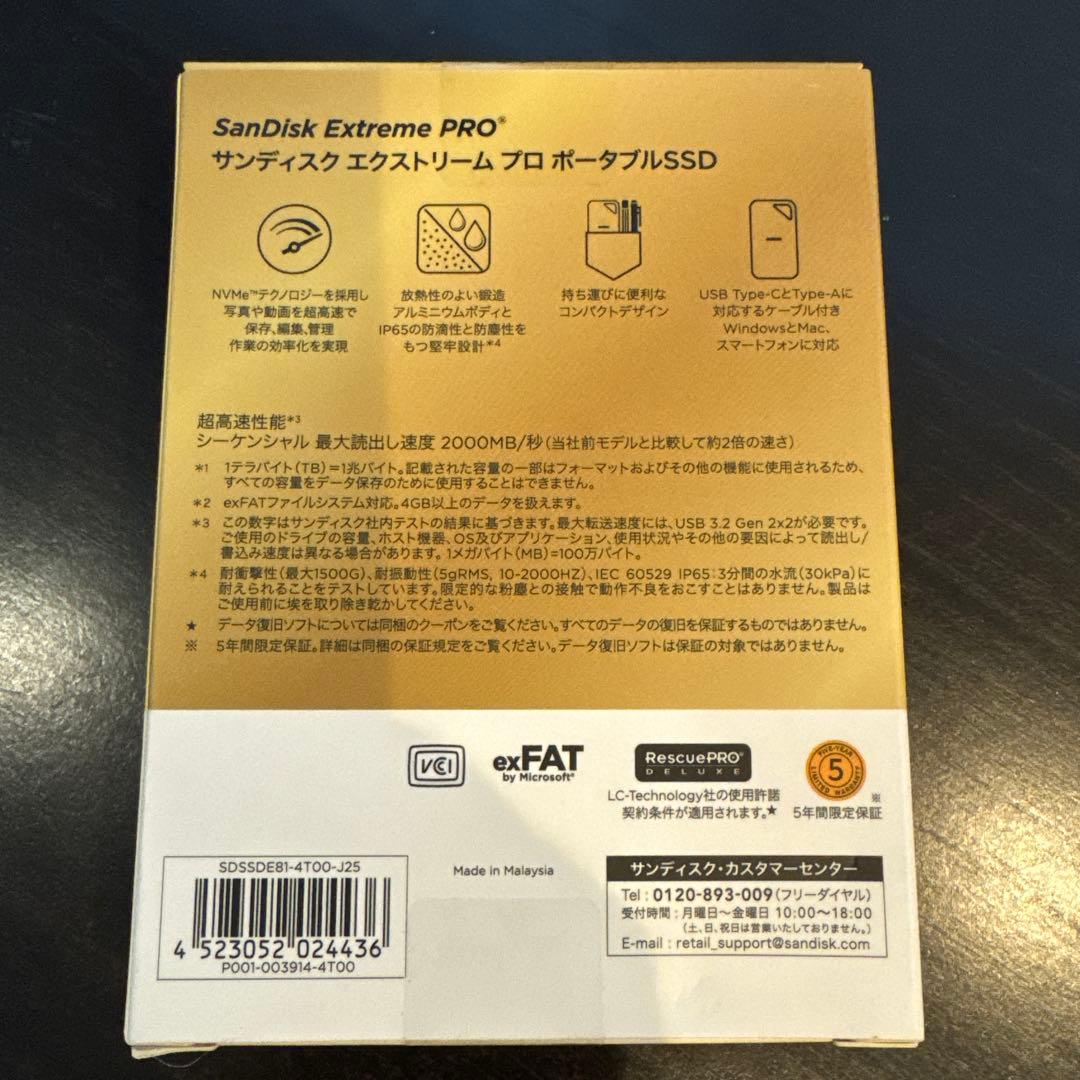 SanDisk Extreme PRO®
サンディスク エクストリーム プロ ポータブルSSD
NVMe™テクノロジーを採用し
写真や動画を超高速で
保存、編集、管理
作業の効率化を実現
放熱性のよい鍛造
アルミニウムボディと
IP65の防滴性と防塵性を
もつ堅牢設計*4
持ち運びに便利な
コンパクトデザイン
USB Type-CとType-Aに
対応するケーブル付き
WindowsとMac、
スマートフォンに対応
超高速性能*3
シーケンシャル 最大読出し速度 2000MB/秒(当社前モデルと比較して約2倍の速さ)
*1 1テラバイト(TB)=1兆バイト。記載された容量の一部はフォーマットおよびその他の機能に使用されるため、
すべての容量をデータ保存のために使用することはできません。
*2 exFATファイルシステム対応。4GB以上のデータを扱えます。
*3 この数字はサンディスク社内テストの結果に基づきます。最大転送速度には、USB 3.2 Gen 2x2が必要です。
ご使用のドライブの容量、ホスト機器、OS及びアプリケーション、使用状況やその他の要因によって読出し/
書込み速度は異なる場合があります。1メガバイト(MB)=100万バイト。
*4 耐衝撃性(最大1500G)、耐振動性(5gRMS, 10-2000HZ)、IEC 60529 IP65:3分間の水流(30kPa)に
耐えられることをテストしています。限定的な粉塵との接触で動作不良をおこすことはありません。製品は
ご使用前に埃を取り除き乾かしてください。
★ データ復旧ソフトについては同梱のクーポンをご覧ください。すべてのデータの復旧を保証するものではありません。
※ 5年間限定保証。詳細は同梱の保証規定をご覧ください。データ復旧ソフトは保証の対象ではありません。
VCCI
exFAT
by Microsoft®
RescuePRO®
DELUXE
LC-Technology社の使用許諾
契約条件が適用されます。★
FIVE-YEAR
5
LIMITED WARRANTY
※
5年間限定保証
SDSSDE81-4T00-J25
4 523052 024436
P001-003914-4T00
Made in Malaysia
サンディスク・カスタマーセンター
Tel : 0120-893-009(フリーダイヤル)
受付時間 : 月曜日〜金曜日 10:00〜18:00
(土、日、祝日は営業いたしておりません。)
E-mail : retail_support@sandisk.com